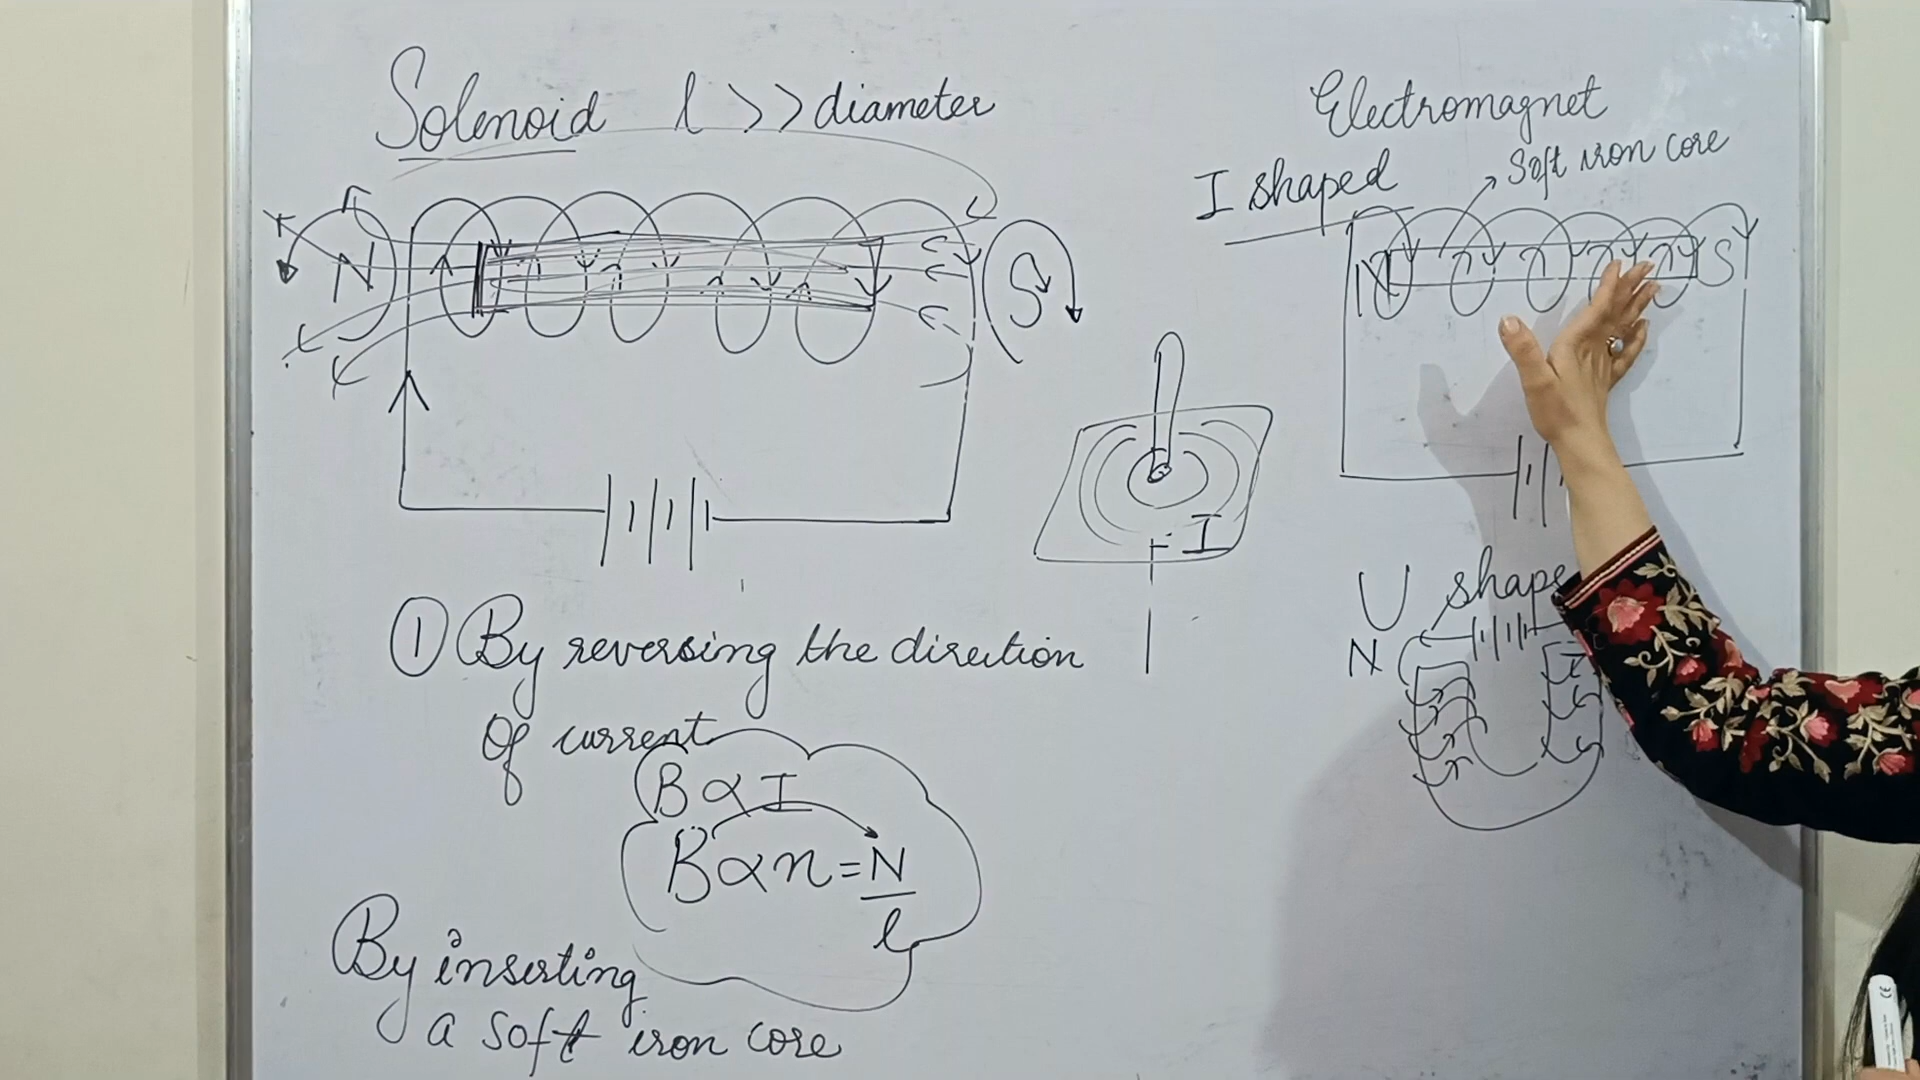 Solenoid l >> diameter
N
S
① By reversing the direction
of current
B ∝ I
B ∝ n = N/l
By inserting
a soft iron core
I
Electromagnet
I shaped
Soft iron core
N
S
U shape
N